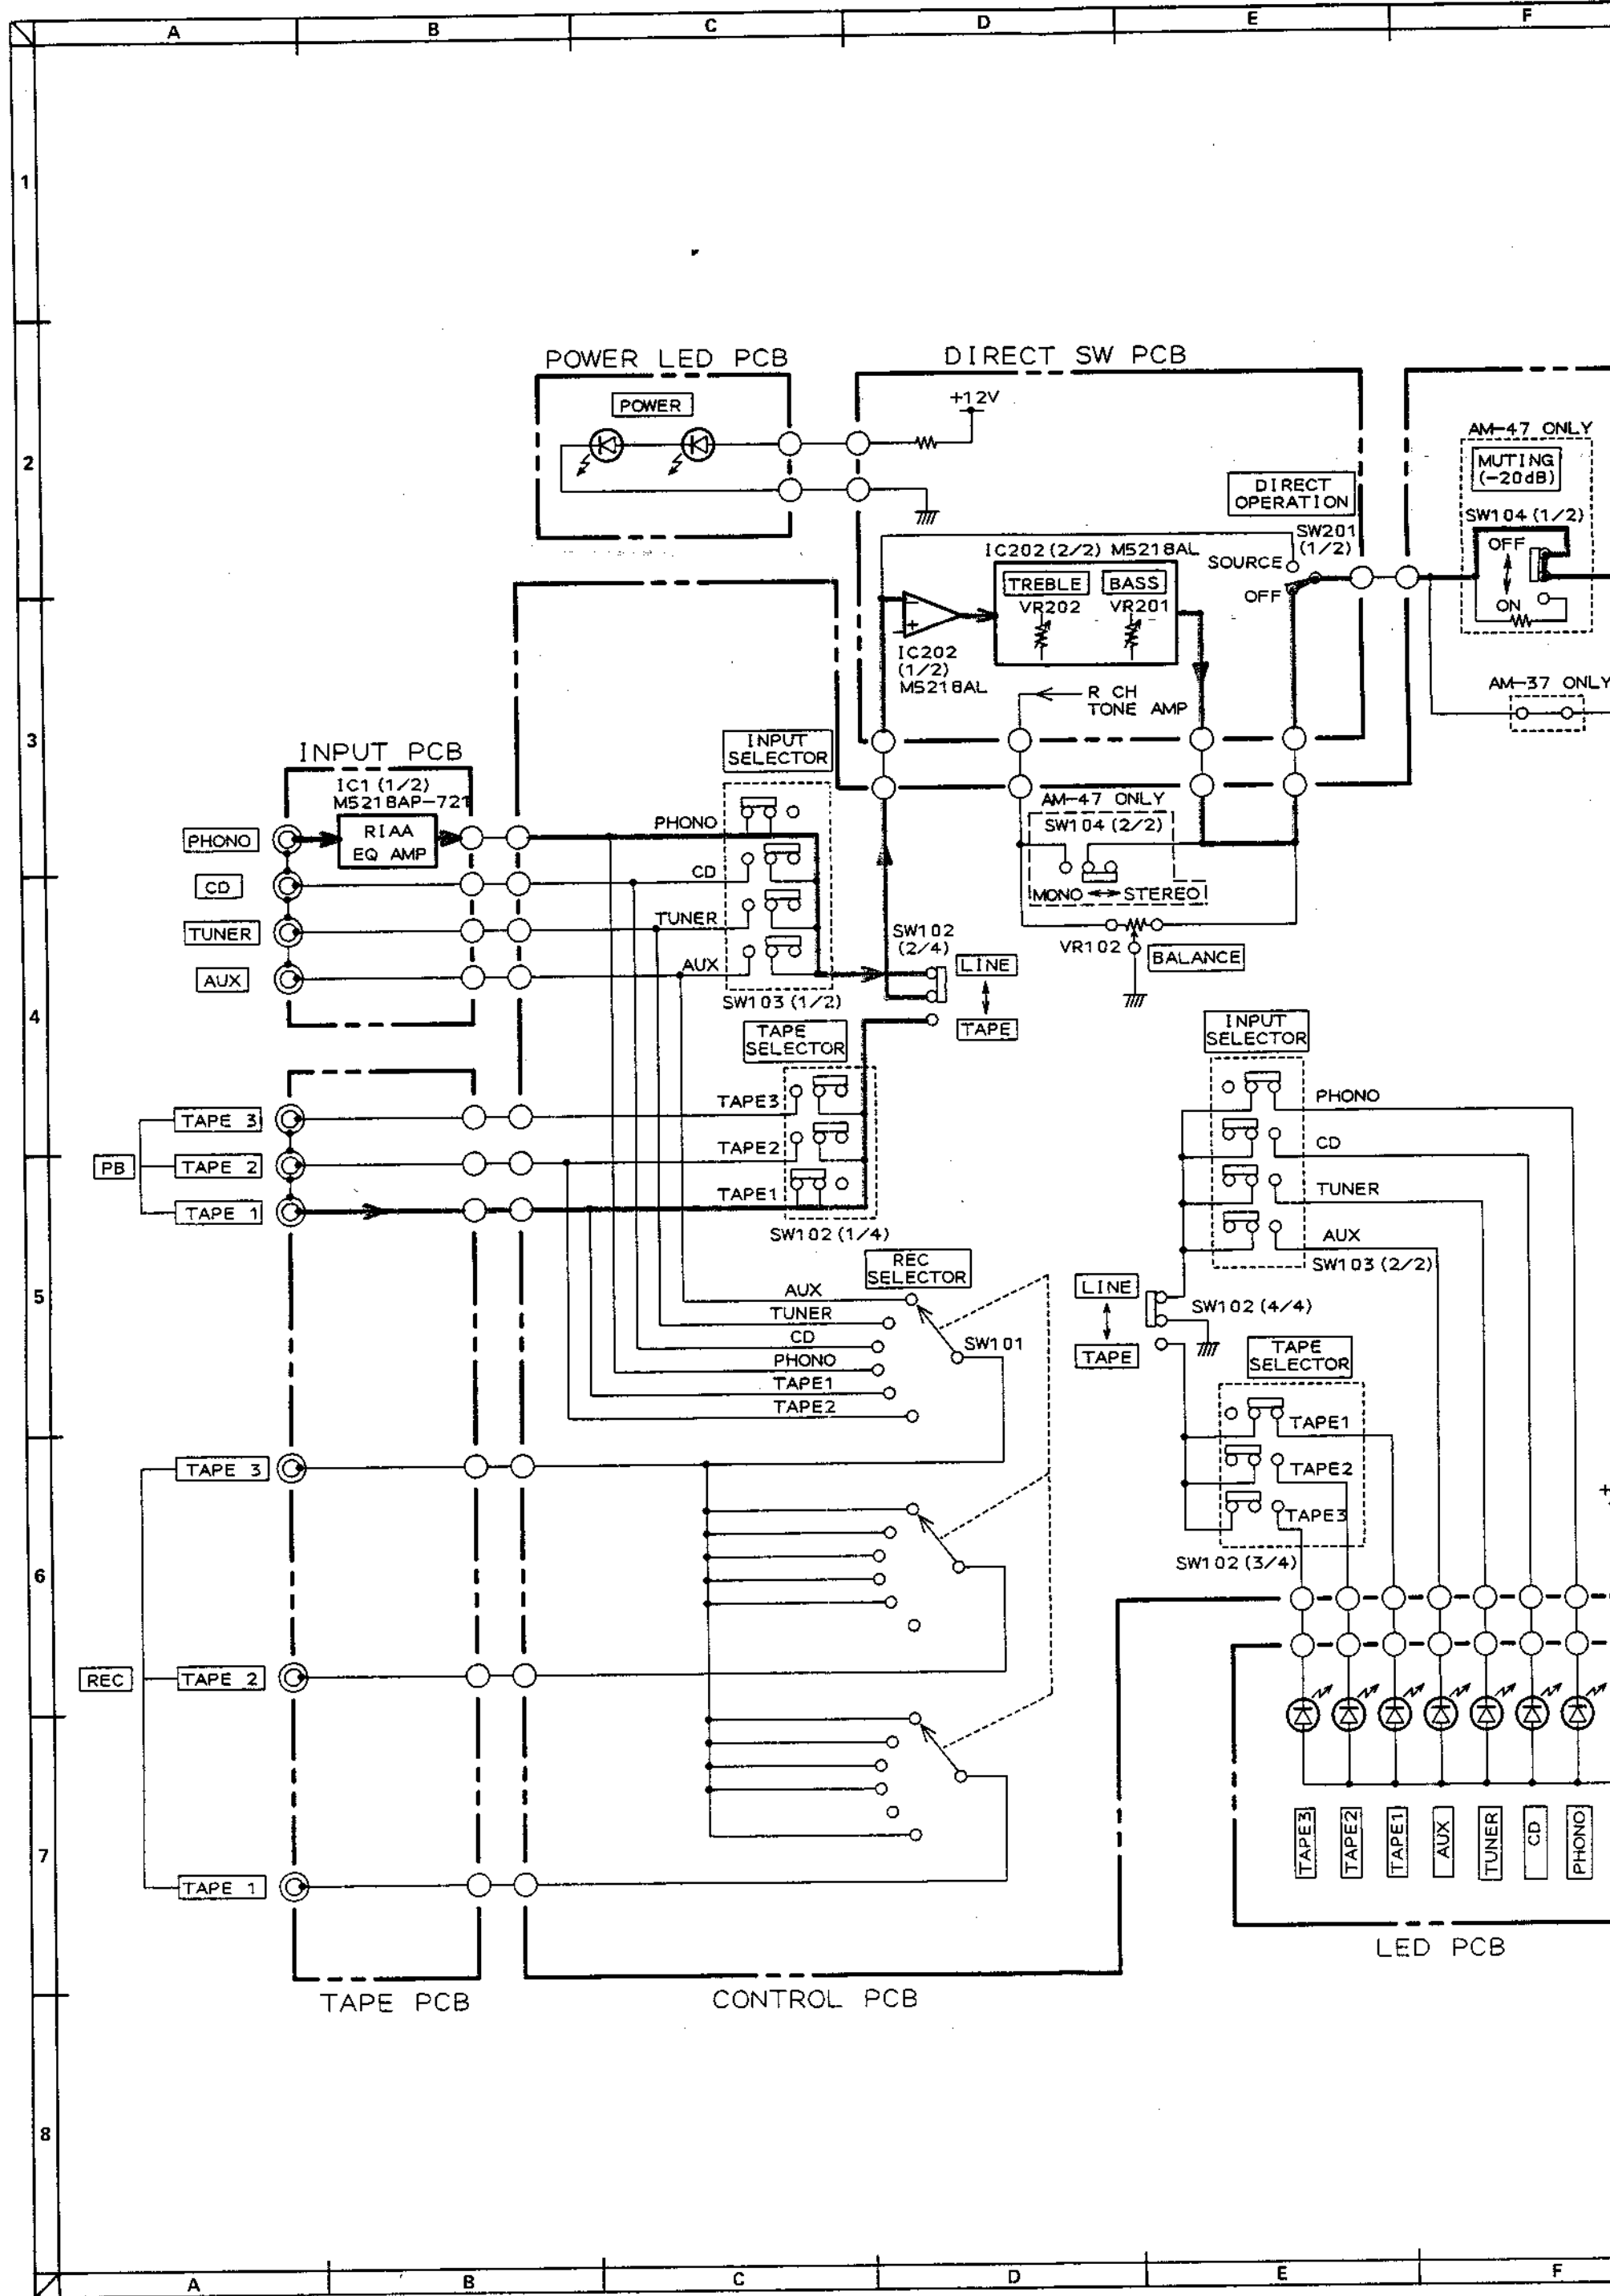 A B C D E F
1
POWER LED PCB
DIRECT SW PCB
POWER
+12V
AM-47 ONLY
2
MUTING
(-20dB)
DIRECT
OPERATION
SW104 (1/2)
SW201
(1/2)
OFF
IC202 (2/2) M5218AL
SOURCE
TREBLE
BASS
OFF
VR202
VR201
ON
IC202
(1/2)
M5218AL
AM-37 ONLY
R CH
TONE AMP
3
INPUT PCB
INPUT
SELECTOR
IC1 (1/2)
M5218AP-721
AM-47 ONLY
PHONO
RIAA
EQ AMP
PHONO
SW104 (2/2)
CD
CD
MONO
STEREO
TUNER
TUNER
SW102
(2/4)
VR102
BALANCE
AUX
AUX
LINE
SW103 (1/2)
4
TAPE
SELECTOR
TAPE
INPUT
SELECTOR
TAPE 3
TAPE3
PHONO
PB
TAPE 2
TAPE2
CD
TAPE 1
TAPE1
TUNER
SW102 (1/4)
AUX
SW103 (2/2)
REC
SELECTOR
5
AUX
LINE
TUNER
SW102 (4/4)
CD
SW101
PHONO
TAPE
TAPE
SELECTOR
TAPE1
TAPE2
TAPE1
TAPE 3
TAPE2
+
TAPE3
SW102 (3/4)
6
REC
TAPE 2
7
TAPE3
TAPE2
TAPE1
AUX
TUNER
CD
PHONO
TAPE 1
LED PCB
TAPE PCB
CONTROL PCB
8
A B C D E F